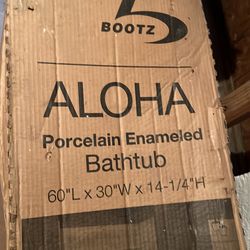 BOOTZ
ALOHA
Porcelain Enameled
Bathtub
60"L x 30"W x 14-1/4"H